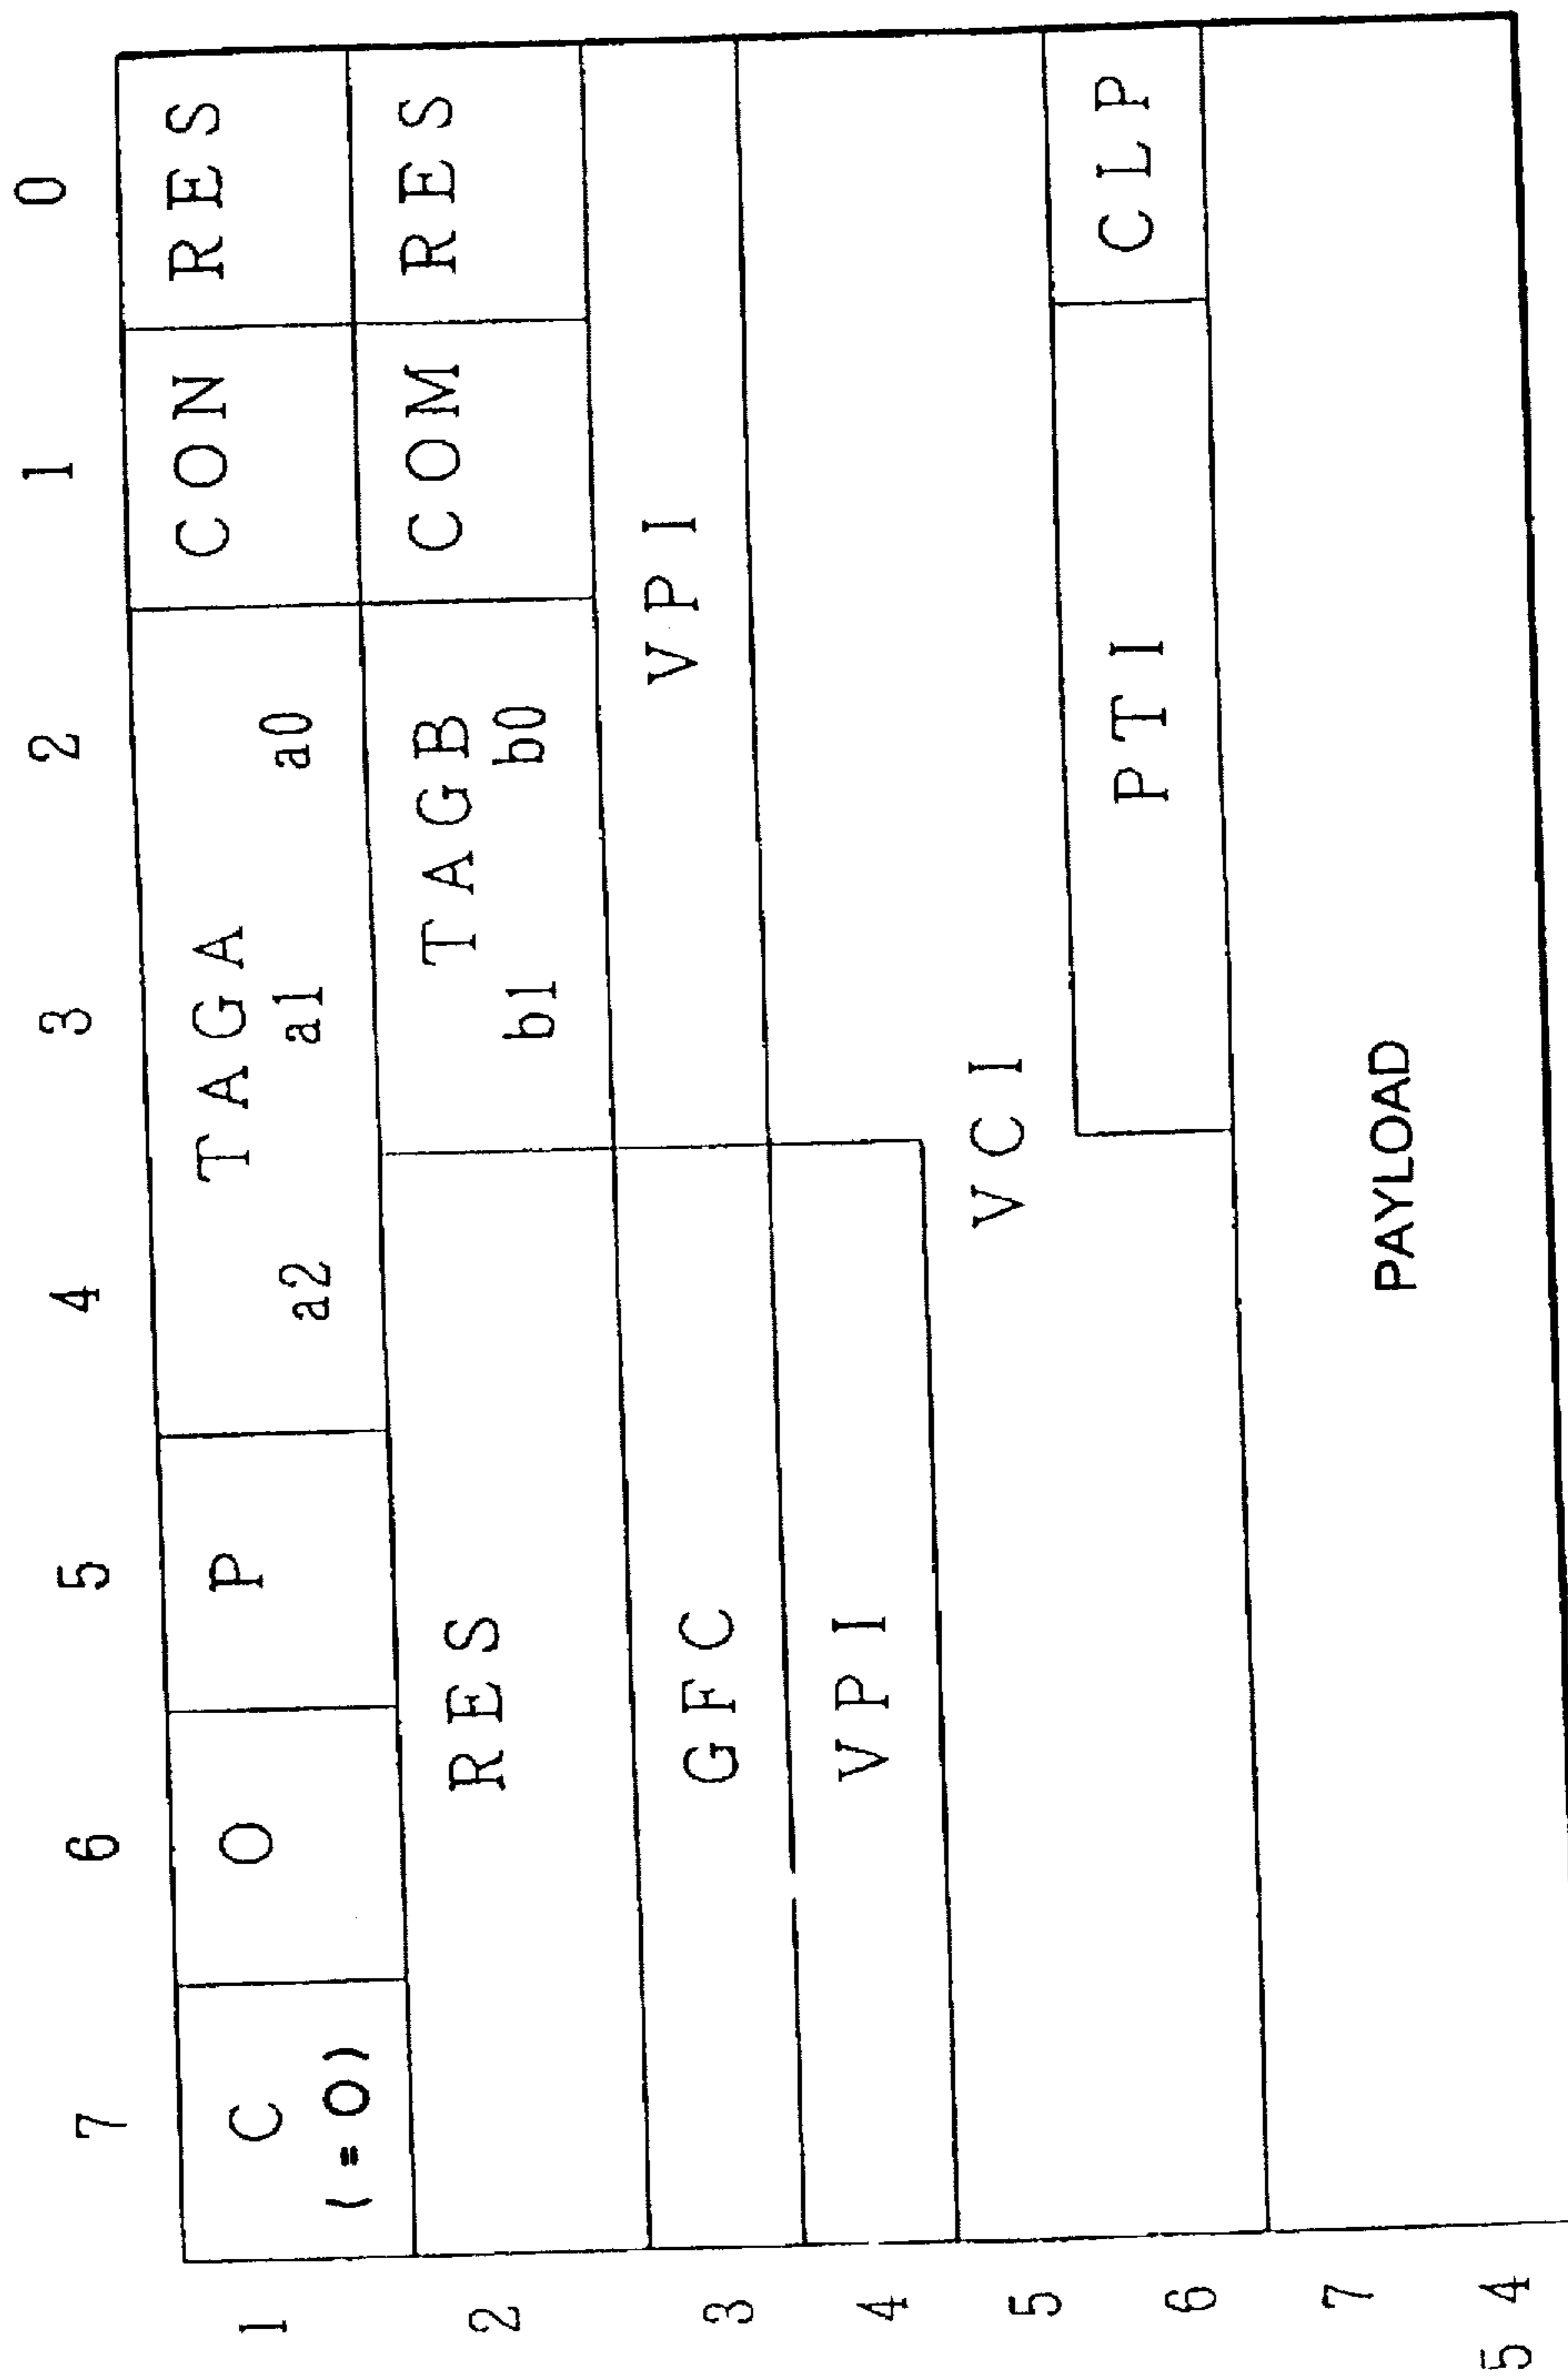 7 6 5 4 3 2 1 0
1 C O P TAGA CON RES
(=0) a2 a1 a0
2 RES TAGB COM RES
b1 b0
3 GFC VPI
4 VPI
5 VCI
6 PTI CLP
7 PAYLOAD
54